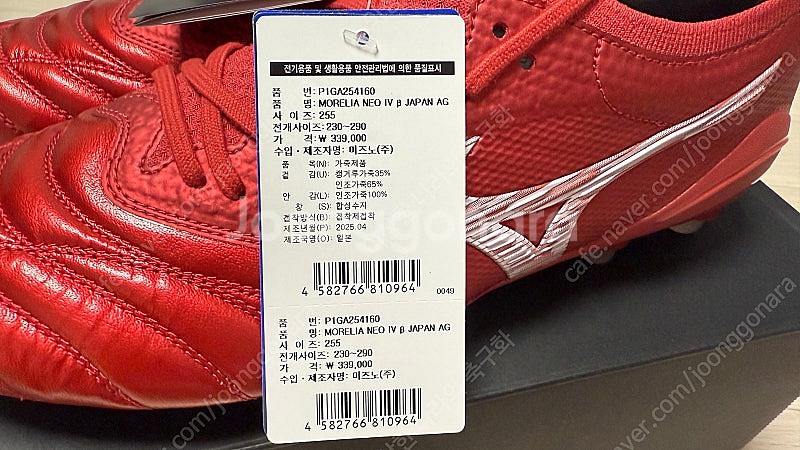 전기용품 및 생활용품 안전관리법에 의한 품질표시
품 번: P1GA254160
품 명: MORELIA NEO IV β JAPAN AG
사 이 즈: 255
전개사이즈: 230~290
가 격: ₩ 339,000
수입·제조자명: 미즈노(주)
품 목(N): 가죽제품
겉 감(U): 캥거루가죽35%
인조가죽65%
안 감(L): 인조가죽100%
창 (S): 합성수지
접착방식(B): 접착제접착
제조년월(P): 2025.04
제조국명(O): 일본
4 582766 810964
0049
품 번: P1GA254160
품 명: MORELIA NEO IV β JAPAN AG
사 이 즈: 255
전개사이즈: 230~290
가 격: ₩ 339,000
수입·제조자명: 미즈노(주)
4 582766 810964
Joonggonara
cafe.naver.com/joonggonara